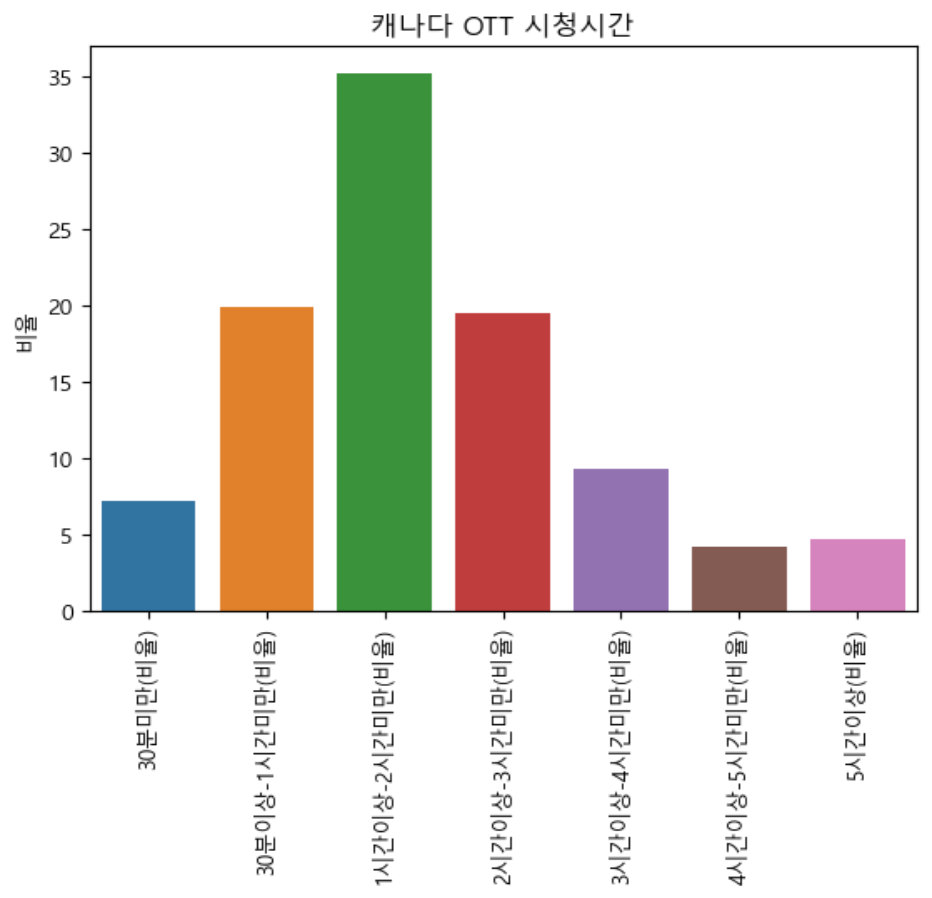 캐나다 OTT 시청시간
비율
35
30
25
20
15
10
5
0
30분미만(비율)
30분이상-1시간미만(비율)
1시간이상-2시간미만(비율)
2시간이상-3시간미만(비율)
3시간이상-4시간미만(비율)
4시간이상-5시간미만(비율)
5시간이상(비율)